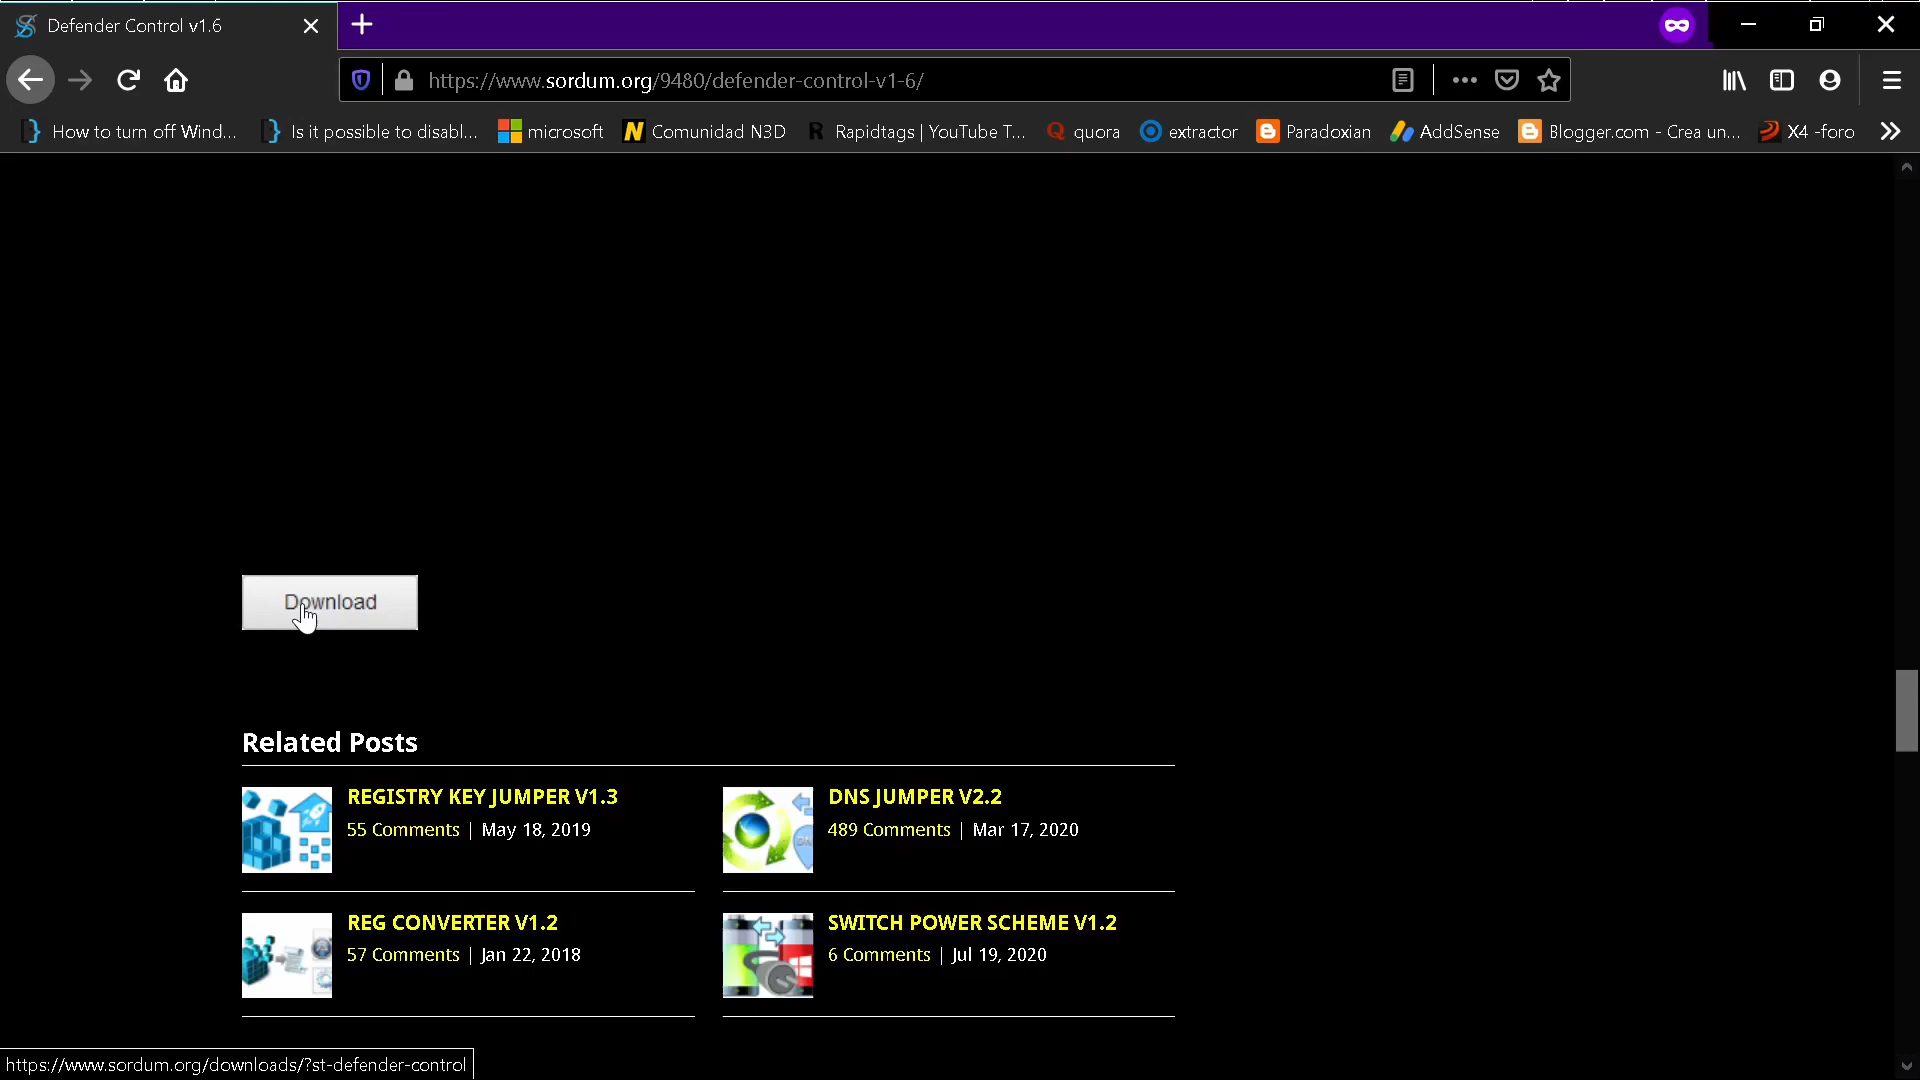 Defender Control v1.6
https://www.sordum.org/9480/defender-control-v1-6/
How to turn off Wind...
Is it possible to disabl...
microsoft
Comunidad N3D
Rapidtags | YouTube T...
quora
extractor
Paradoxian
AddSense
Blogger.com - Crea un...
X4 -foro
Download
Related Posts
REGISTRY KEY JUMPER V1.3
55 Comments | May 18, 2019
DNS JUMPER V2.2
489 Comments | Mar 17, 2020
REG CONVERTER V1.2
57 Comments | Jan 22, 2018
SWITCH POWER SCHEME V1.2
6 Comments | Jul 19, 2020
https://www.sordum.org/downloads/?st-defender-control